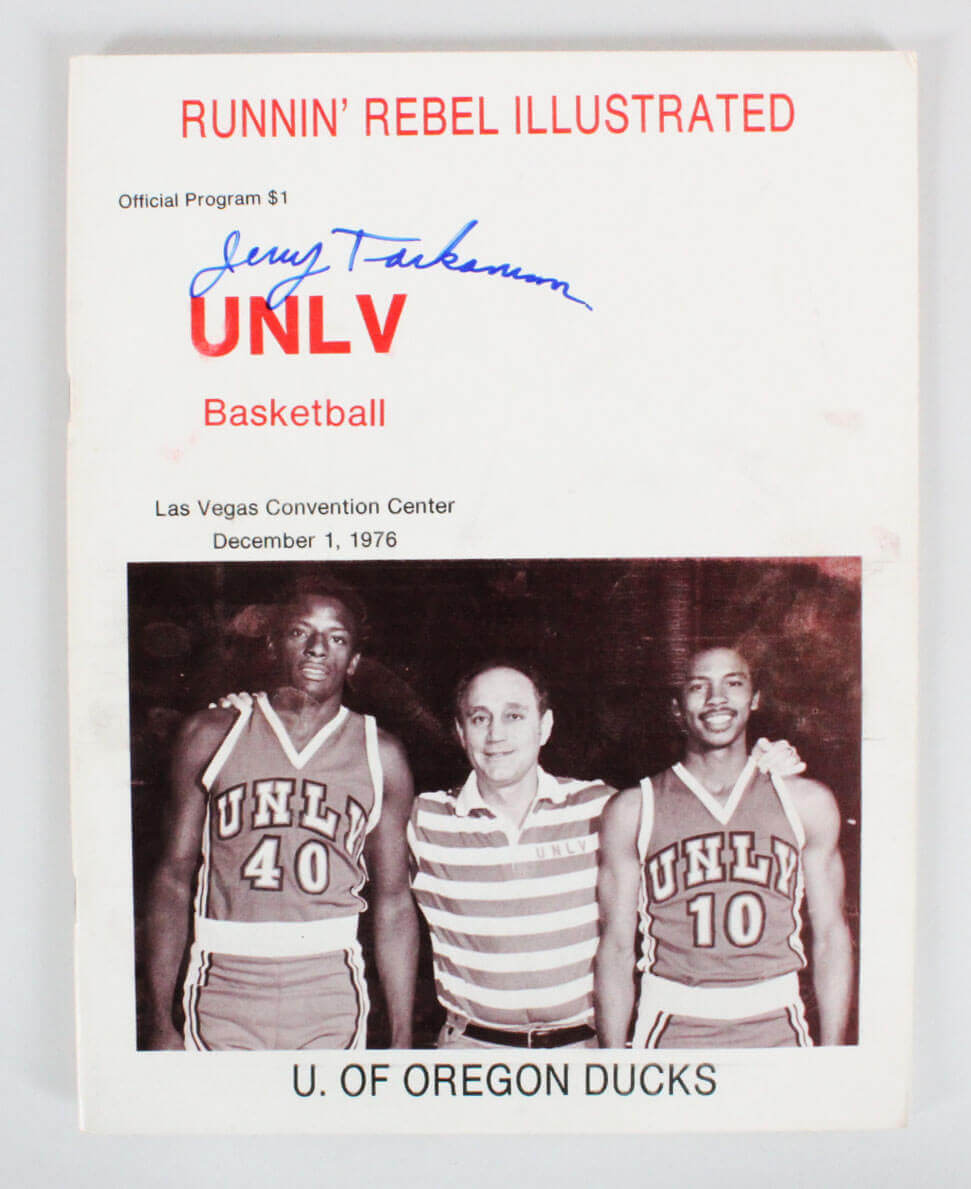 RUNNIN' REBEL ILLUSTRATED
Official Program $1
Jerry Tarkanian
UNLV
Basketball
Las Vegas Convention Center
December 1, 1976
UNLV
40
UNLV
UNLV
10
U. OF OREGON DUCKS